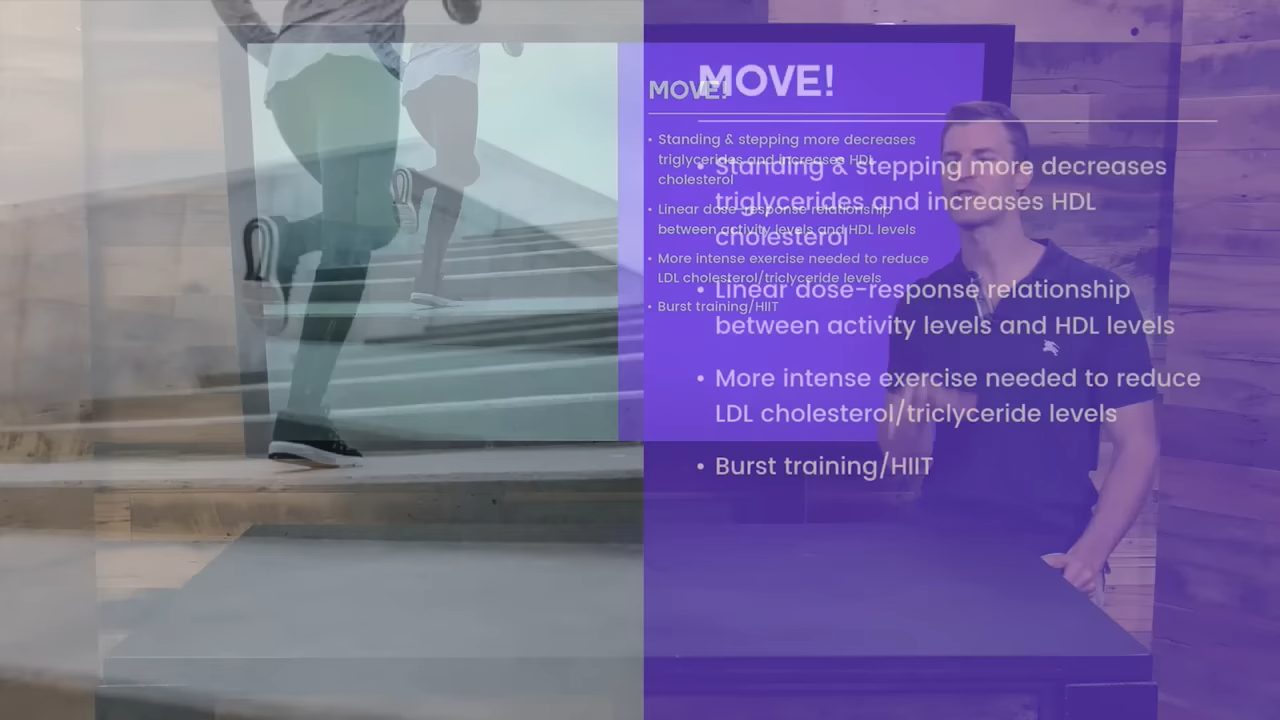 MOVE!
• Standing & stepping more decreases
triglycerides and increases HDL
cholesterol
• Linear dose-response relationship
between activity levels and HDL levels
• More intense exercise needed to reduce
LDL cholesterol/triclyceride levels
• Burst training/HIIT
MOVE!
Standing & stepping more decreases
triglycerides and increases HDL
cholesterol
• Linear dose-response relationship
between activity levels and HDL levels
• More intense exercise needed to reduce
LDL cholesterol/triclyceride levels
• Burst training/HIIT